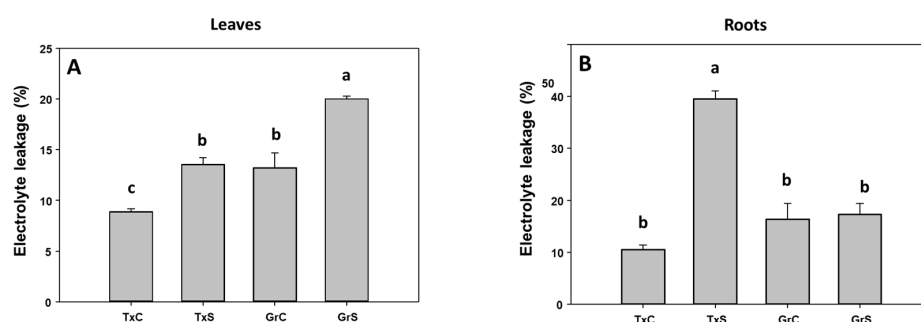 Leaves
Electrolyte leakage (%)
25
20
15
10
5
0
A
c
b
b
a
TxC TxS GrC GrS
Roots
Electrolyte leakage (%)
50
40
30
20
10
0
B
b
a
b
b
TxC TxS GrC GrS